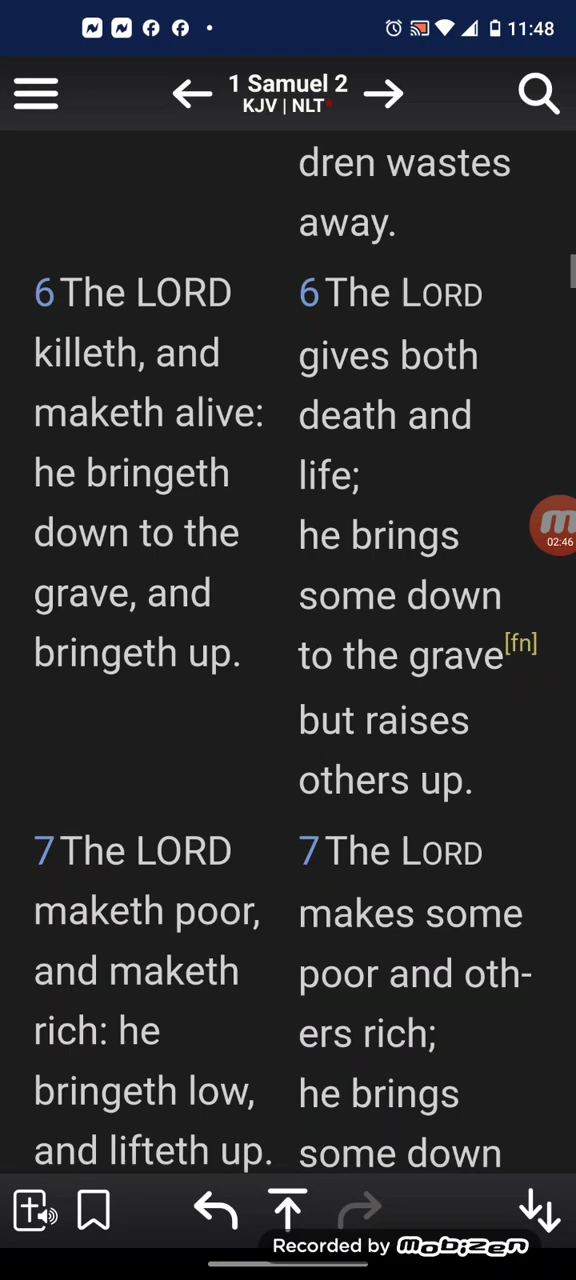 11:48
1 Samuel 2
KJV | NLT*
dren wastes
away.
6 The LORD
killeth, and
maketh alive:
he bringeth
down to the
grave, and
bringeth up.
6 The LORD
gives both
death and
life;
he brings
some down
to the grave[fn]
but raises
others up.
7 The LORD
maketh poor,
and maketh
rich: he
bringeth low,
and lifteth up.
7 The LORD
makes some
poor and oth-
ers rich;
he brings
some down
02:46
Recorded by mobizen